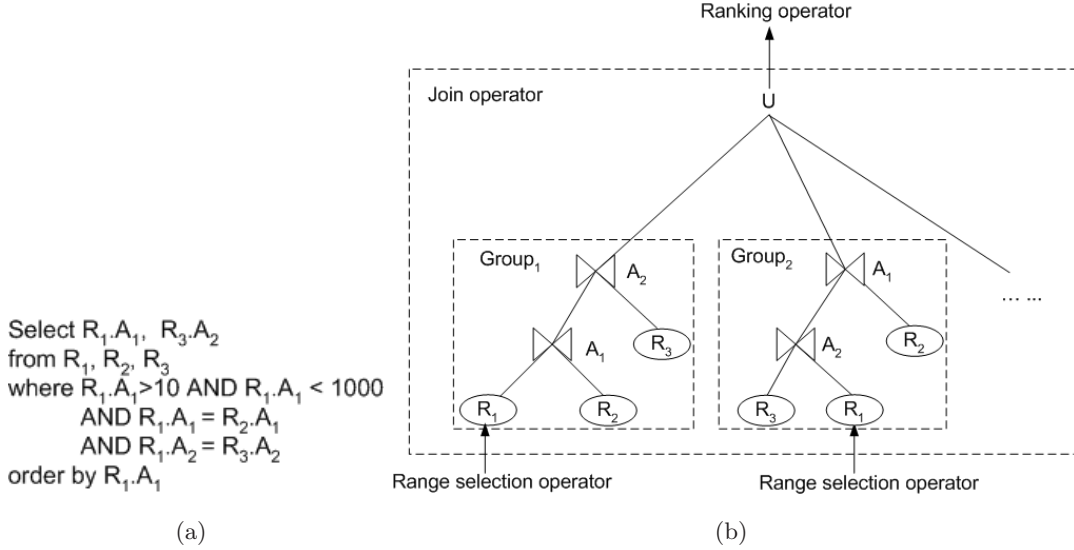 Ranking operator
Join operator
U
Group₁
A₂
Group₂
A₁
... ...
R₃
A₁
R₂
A₂
R₁
R₂
R₃
R₁
Range selection operator
Range selection operator
Select R₁.A₁, R₃.A₂
from R₁, R₂, R₃
where R₁.A₁>10 AND R₁.A₁ < 1000
AND R₁.A₁ = R₂.A₁
AND R₁.A₂ = R₃.A₂
order by R₁.A₁
(a)
(b)